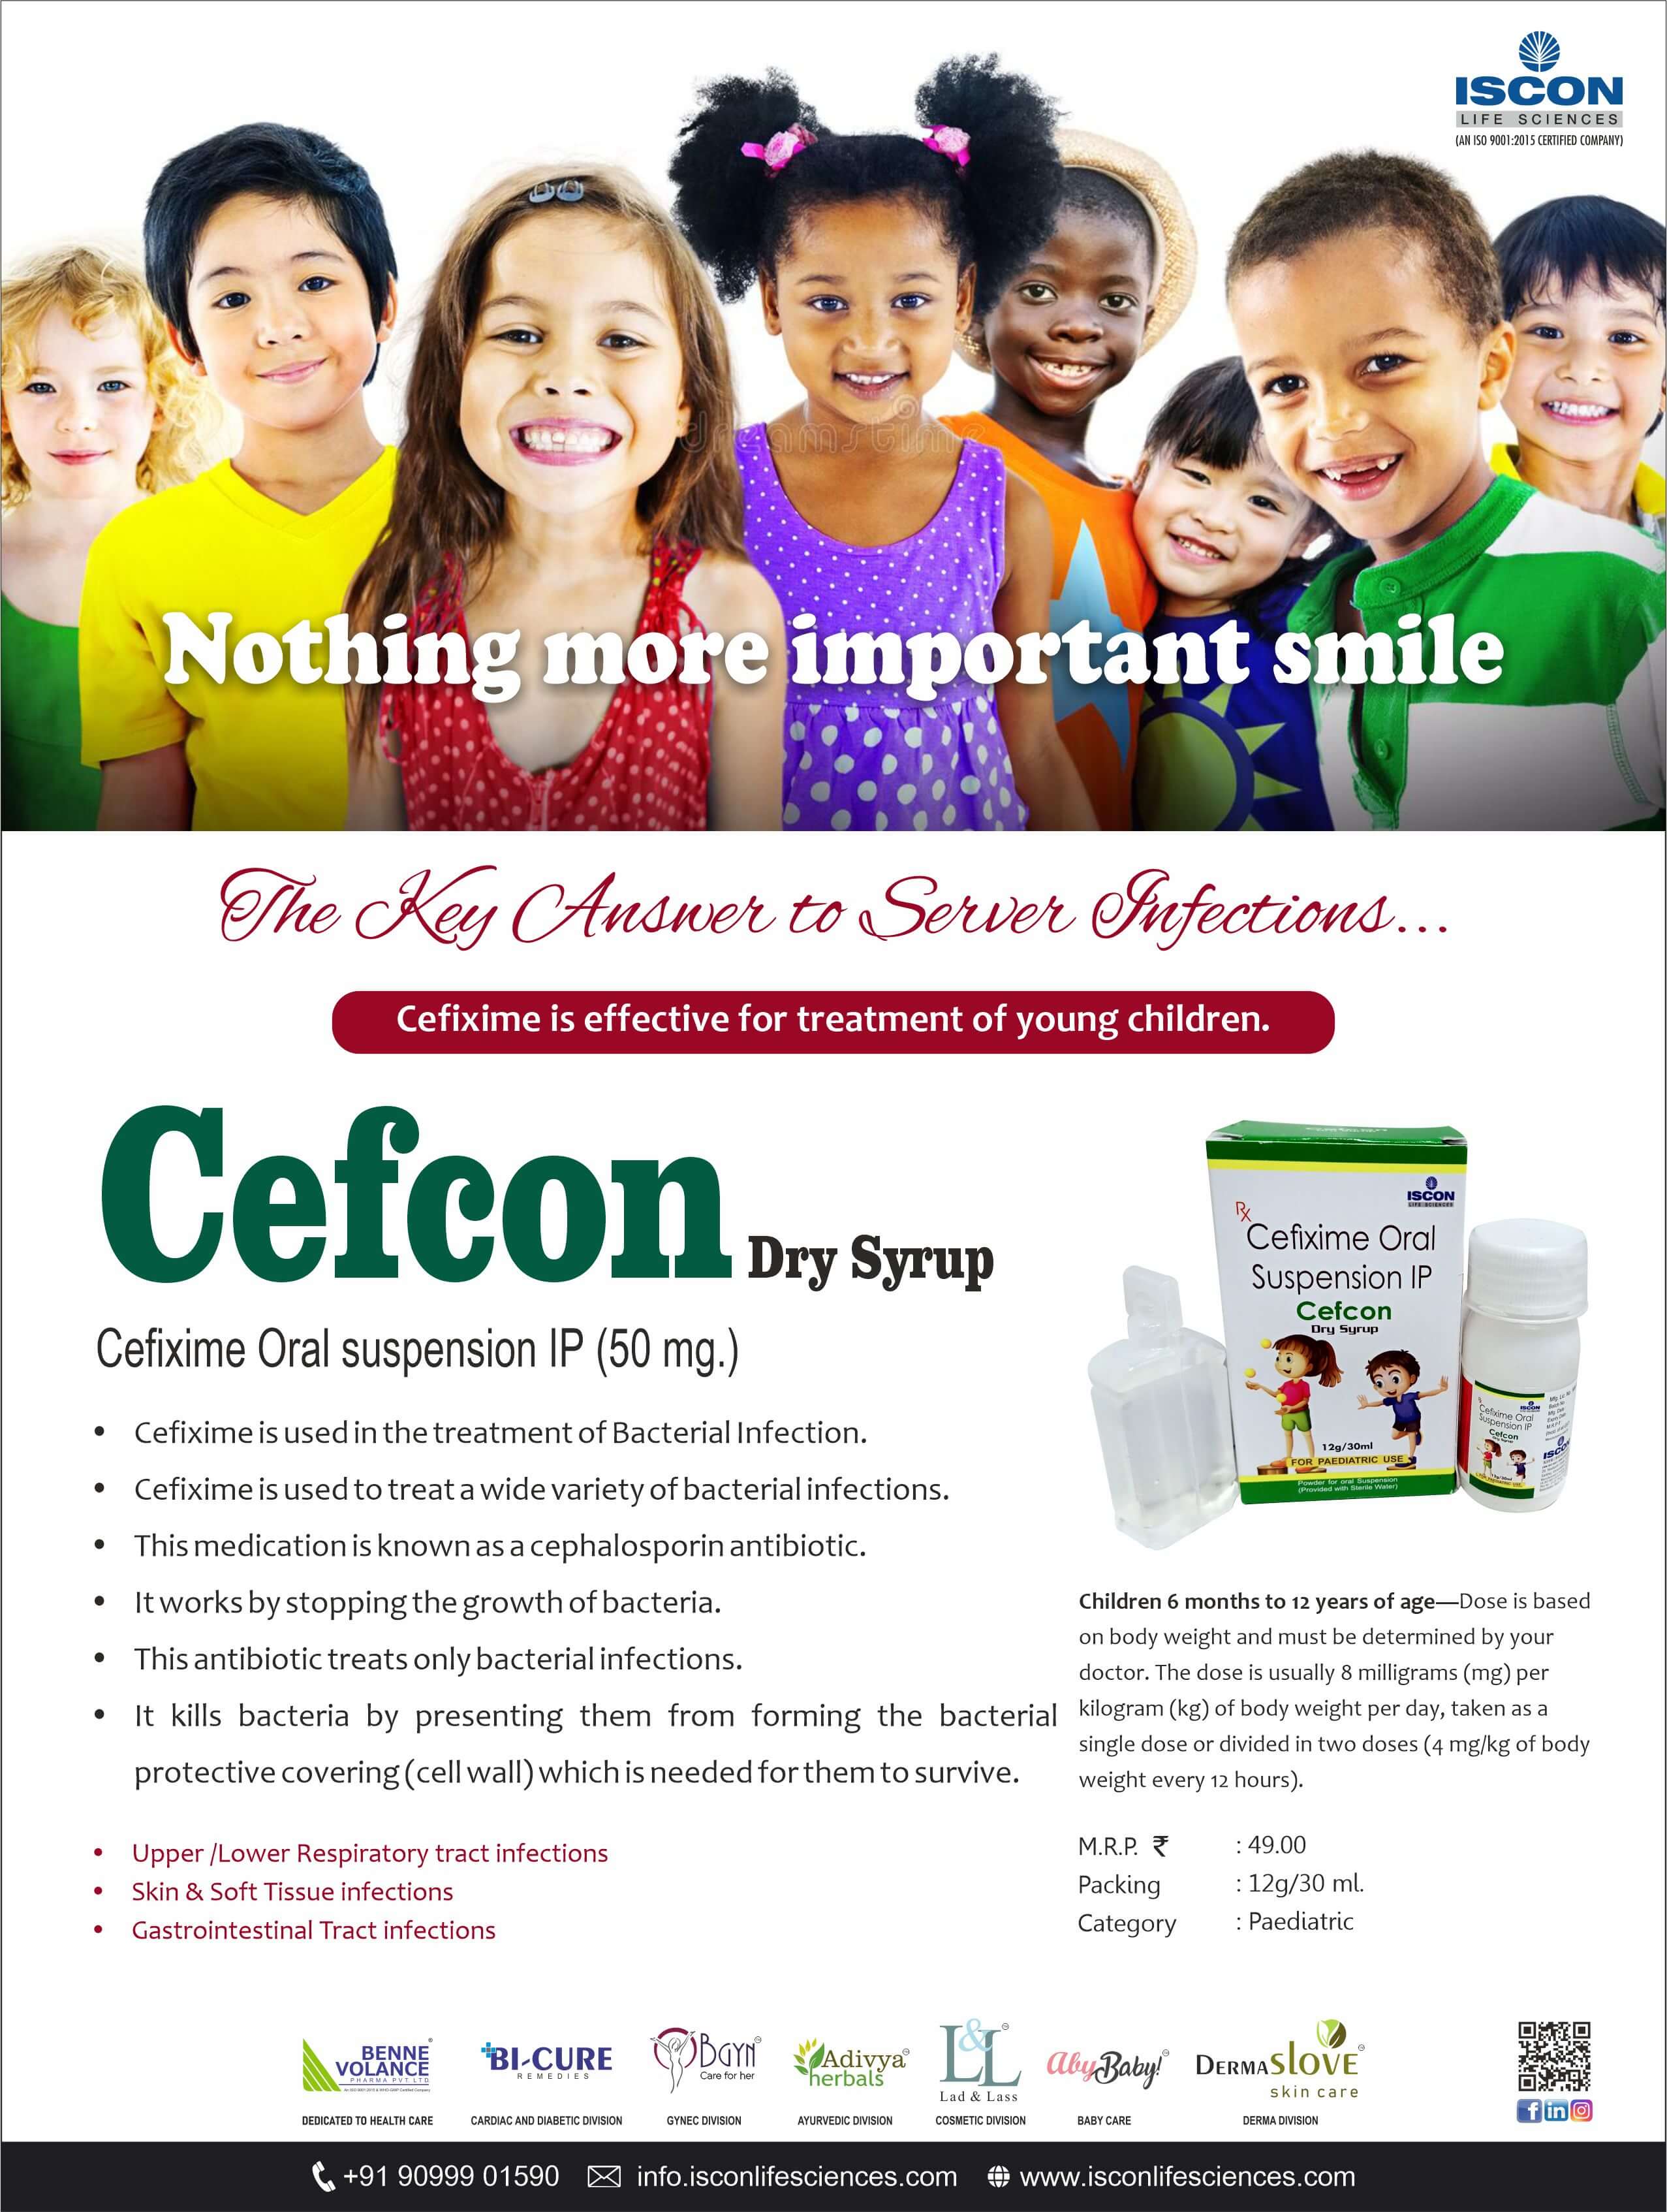 ISCON
LIFE SCIENCES
(AN ISO 9001:2015 CERTIFIED COMPANY)
dreamstime
Nothing more important smile
The Key Answer to Server Infections...
Cefixime is effective for treatment of young children.
Cefcon Dry Syrup
Cefixime Oral suspension IP (50 mg.)
• Cefixime is used in the treatment of Bacterial Infection.
• Cefixime is used to treat a wide variety of bacterial infections.
• This medication is known as a cephalosporin antibiotic.
• It works by stopping the growth of bacteria.
• This antibiotic treats only bacterial infections.
• It kills bacteria by presenting them from forming the bacterial
protective covering (cell wall) which is needed for them to survive.
• Upper /Lower Respiratory tract infections
• Skin & Soft Tissue infections
• Gastrointestinal Tract infections
ISCON
LIFE SCIENCES
Rx
Cefixime Oral
Suspension IP
Cefcon
Dry Syrup
12g/30ml
FOR PAEDIATRIC USE
Powder for oral Suspension
(Provided with Sterile Water)
ISCON
Cefixime Oral
Suspension IP
Cefcon
Children 6 months to 12 years of age—Dose is based
on body weight and must be determined by your
doctor. The dose is usually 8 milligrams (mg) per
kilogram (kg) of body weight per day, taken as a
single dose or divided in two doses (4 mg/kg of body
weight every 12 hours).
M.R.P. ₹ : 49.00
Packing : 12g/30 ml.
Category : Paediatric
BENNE
VOLANCE
PHARMA PVT. LTD
DEDICATED TO HEALTH CARE
BI-CURE
REMEDIES
CARDIAC AND DIABETIC DIVISION
BGYN
Care for her
GYNEC DIVISION
Adivya
herbals
AYURVEDIC DIVISION
L&L
Lad & Lass
COSMETIC DIVISION
AbyBaby!
BABY CARE
DERMASLOVE
skin care
DERMA DIVISION
f in
+91 90999 01590 info.isconlifesciences.com www.isconlifesciences.com